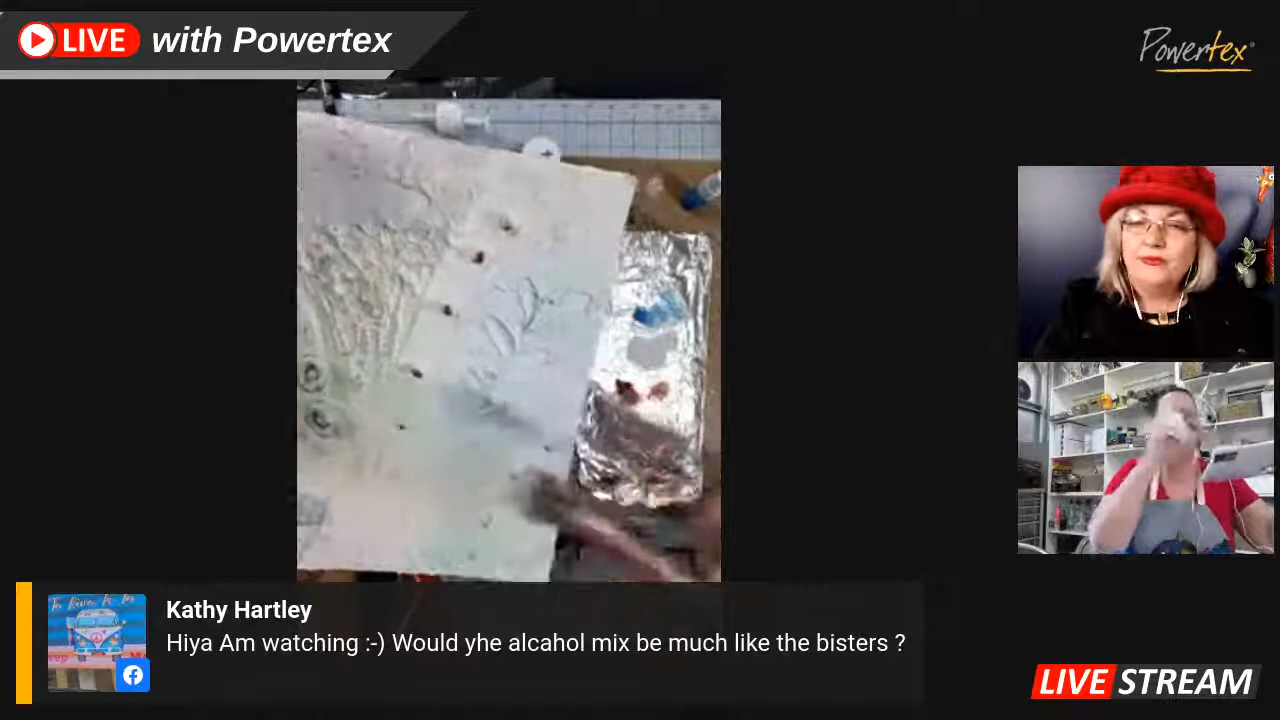 LIVE with Powertex
Powertex
Kathy Hartley
Hiya Am watching :-) Would yhe alcahol mix be much like the bisters ?
LIVE STREAM